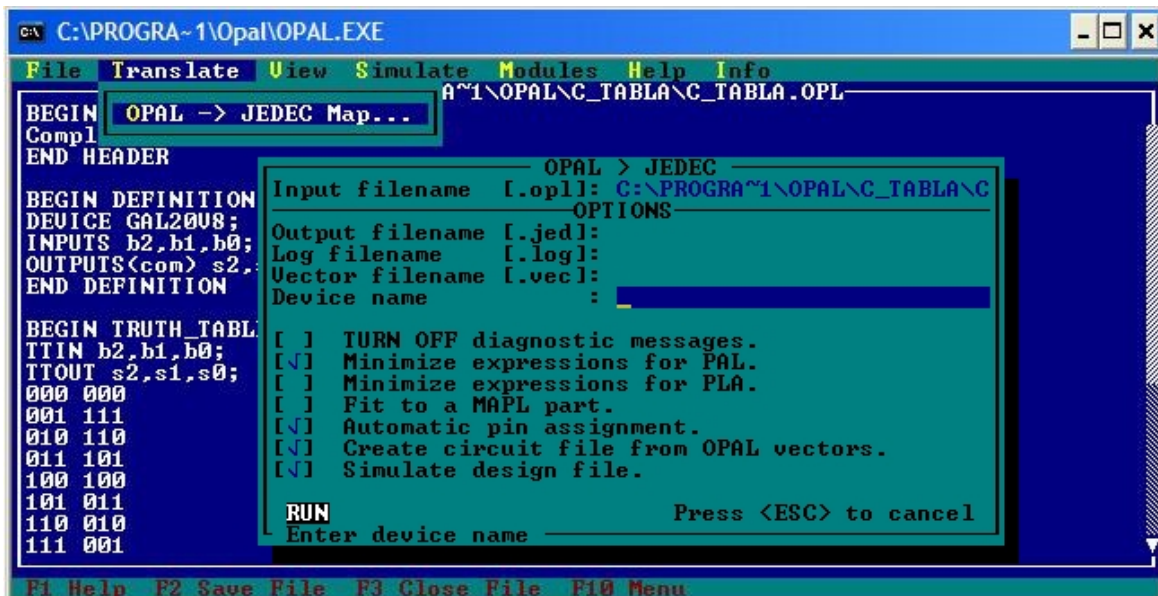 C:\PROGRA~1\Opal\OPAL.EXE
File Translate View Simulate Modules Help Info
A~1\OPAL\C_TABLA\C_TABLA.OPL
BEGIN
OPAL -> JEDEC Map...
Compl
END HEADER
BEGIN DEFINITION
DEVICE GAL20V8;
INPUTS b2,b1,b0;
OUTPUTS(com) s2,
END DEFINITION
BEGIN TRUTH_TABL
TTIN b2,b1,b0;
TTOUT s2,s1,s0;
000 000
001 111
010 110
011 101
100 100
101 011
110 010
111 001
OPAL > JEDEC
Input filename [.opl]: C:\PROGRA~1\OPAL\C_TABLA\C
OPTIONS
Output filename [.jed]:
Log filename [.log]:
Vector filename [.vec]:
Device name :
[ ] TURN OFF diagnostic messages.
[√] Minimize expressions for PAL.
[ ] Minimize expressions for PLA.
[ ] Fit to a MAPL part.
[√] Automatic pin assignment.
[√] Create circuit file from OPAL vectors.
[√] Simulate design file.
RUN Press <ESC> to cancel
Enter device name
F1 Help F2 Save File F3 Close File F10 Menu